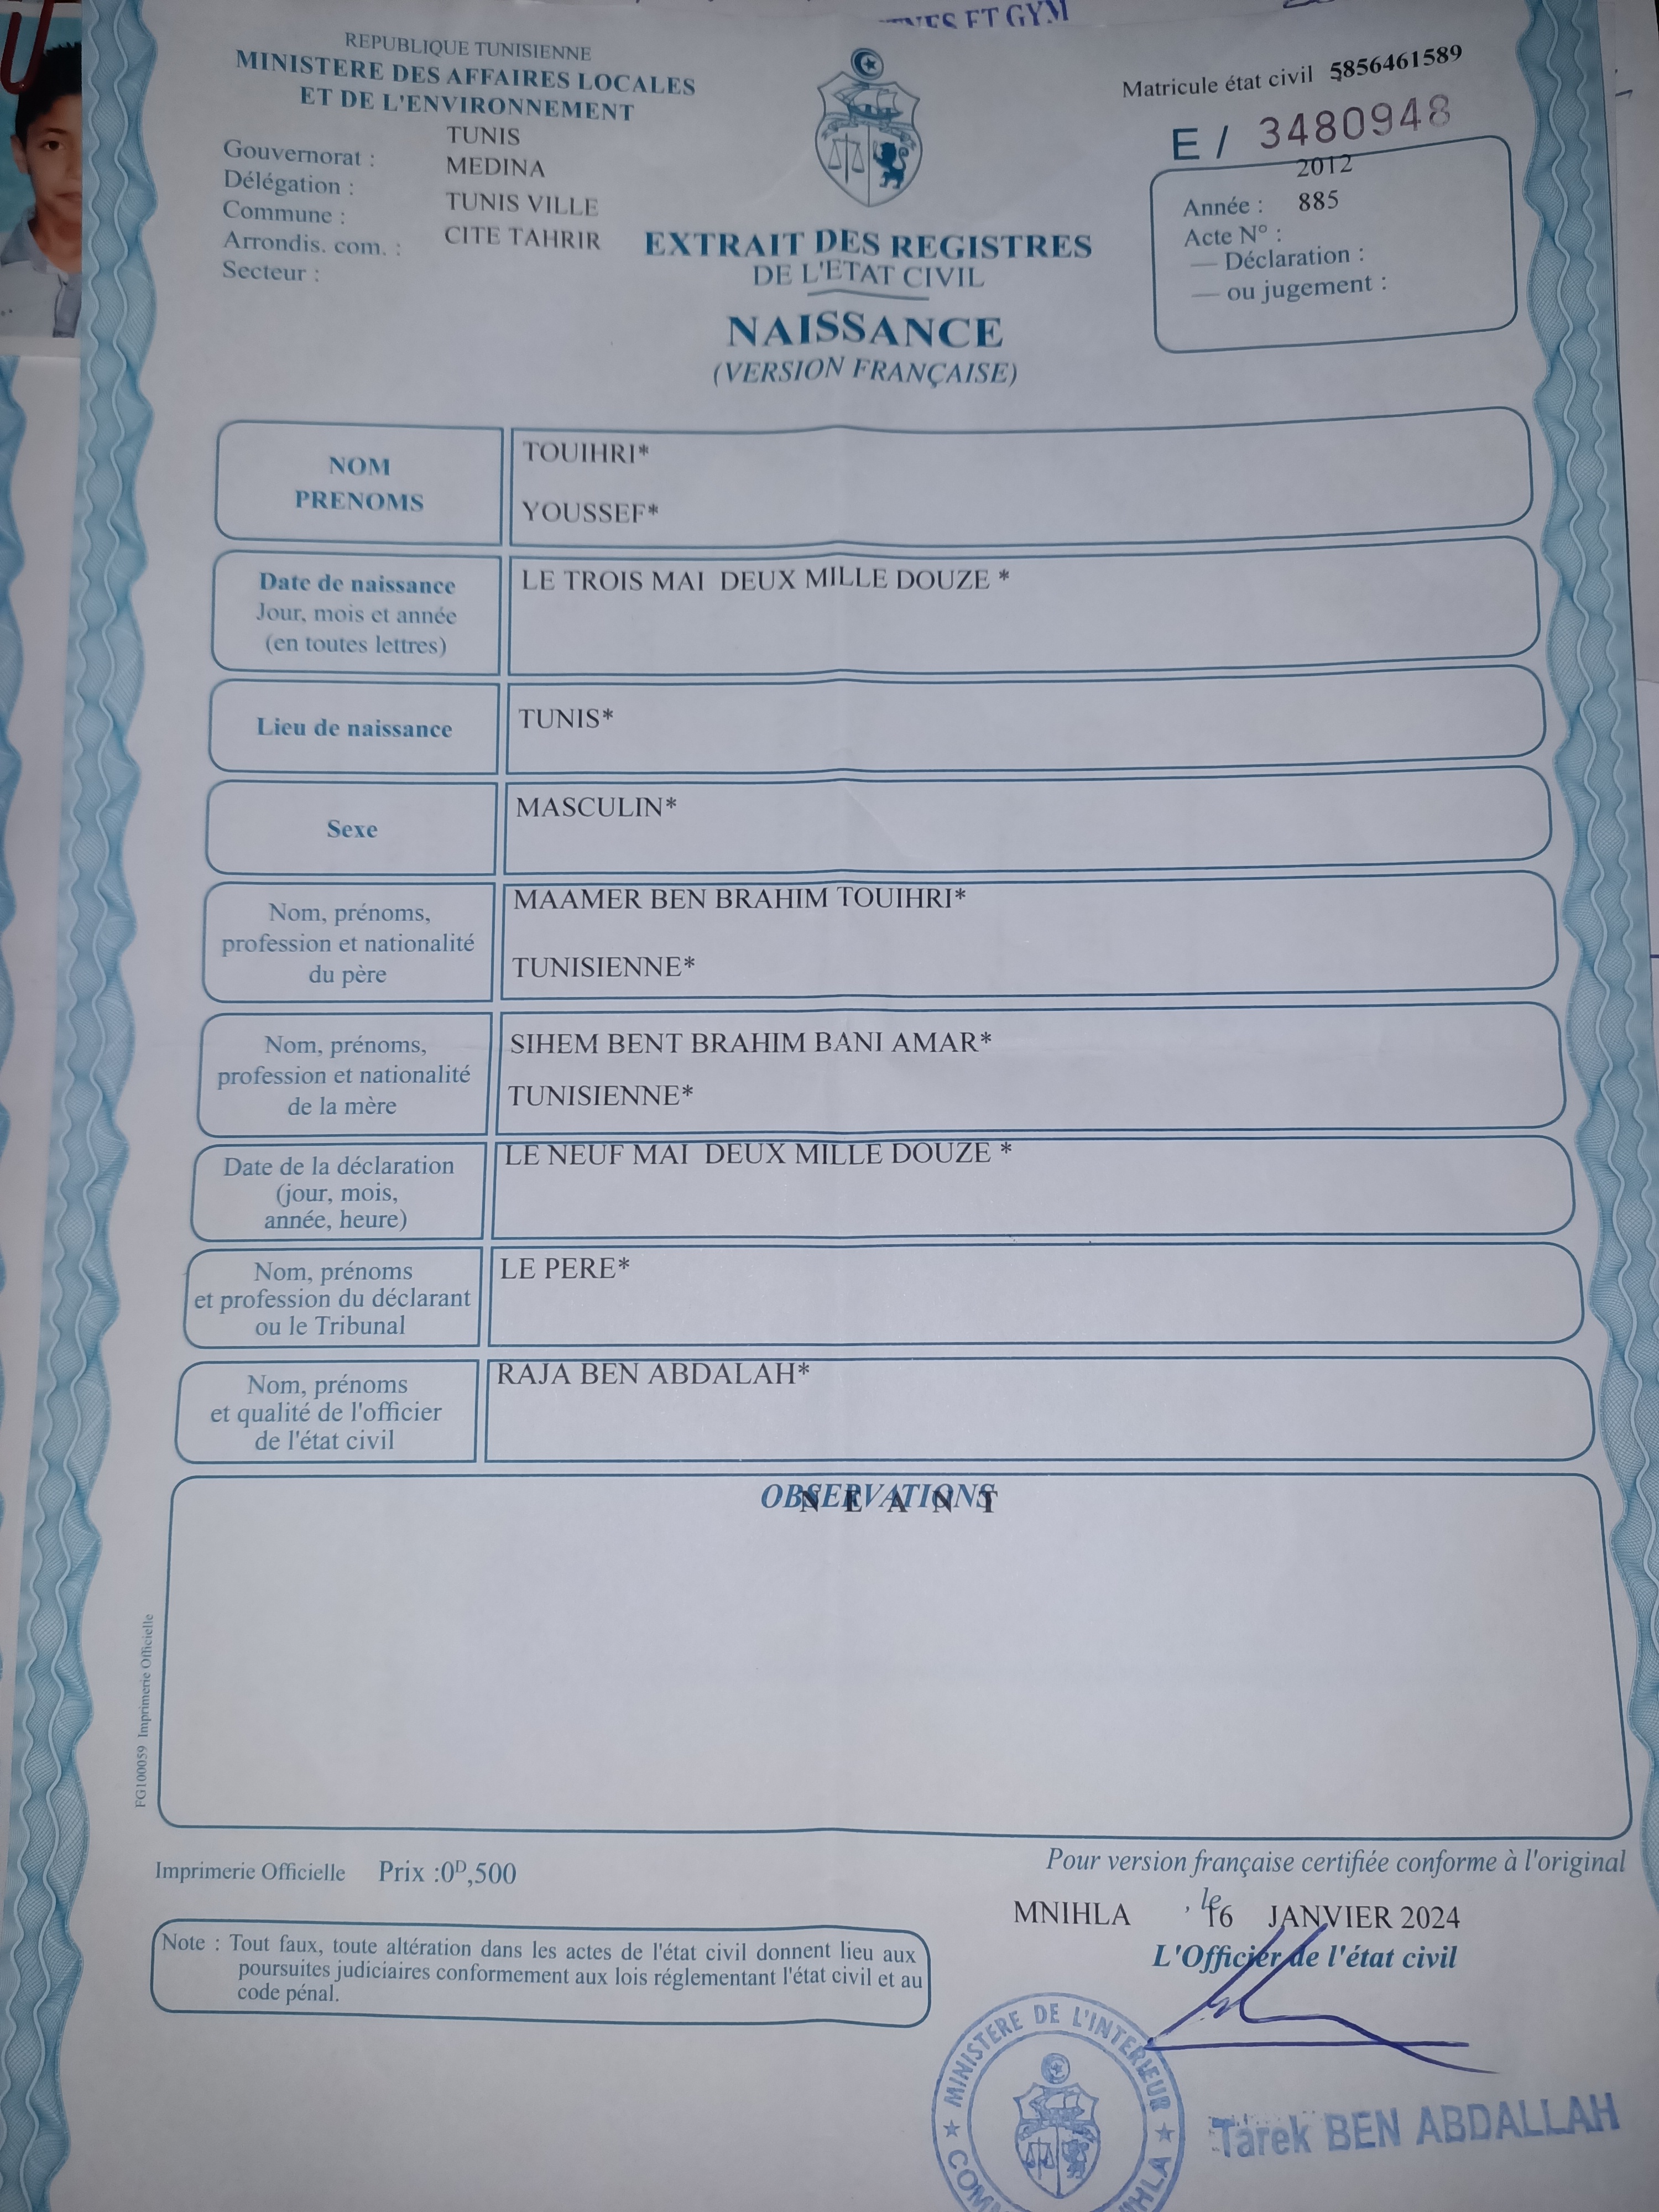 ET GYM
REPUBLIQUE TUNISIENNE
MINISTERE DES AFFAIRES LOCALES
ET DE L'ENVIRONNEMENT
Gouvernorat : TUNIS
Délégation : MEDINA
Commune : TUNIS VILLE
Arrondis. com. : CITE TAHRIR
Secteur :
Matricule état civil 5856461589
E / 3480948
2012
Année : 885
Acte N° :
— Déclaration :
— ou jugement :
EXTRAIT DES REGISTRES
DE L'ETAT CIVIL
NAISSANCE
(VERSION FRANÇAISE)
NOM
PRENOMS
TOUIHRI*
YOUSSEF*
Date de naissance
Jour, mois et année
(en toutes lettres)
LE TROIS MAI DEUX MILLE DOUZE *
Lieu de naissance
TUNIS*
Sexe
MASCULIN*
Nom, prénoms,
profession et nationalité
du père
MAAMER BEN BRAHIM TOUIHRI*
TUNISIENNE*
Nom, prénoms,
profession et nationalité
de la mère
SIHEM BENT BRAHIM BANI AMAR*
TUNISIENNE*
Date de la déclaration
(jour, mois,
année, heure)
LE NEUF MAI DEUX MILLE DOUZE *
Nom, prénoms
et profession du déclarant
ou le Tribunal
LE PERE*
Nom, prénoms
et qualité de l'officier
de l'état civil
RAJA BEN ABDALAH*
OBSERVATIONS
N E A N T
FG100059 Imprimerie Officielle
Imprimerie Officielle Prix :0D,500
Pour version française certifiée conforme à l'original
MNIHLA , le 16 JANVIER 2024
L'Officier de l'état civil
Note : Tout faux, toute altération dans les actes de l'état civil donnent lieu aux
poursuites judiciaires conformement aux lois réglementant l'état civil et au
code pénal.
MINISTERE DE L'INTERIEUR
Tarek BEN ABDALLAH